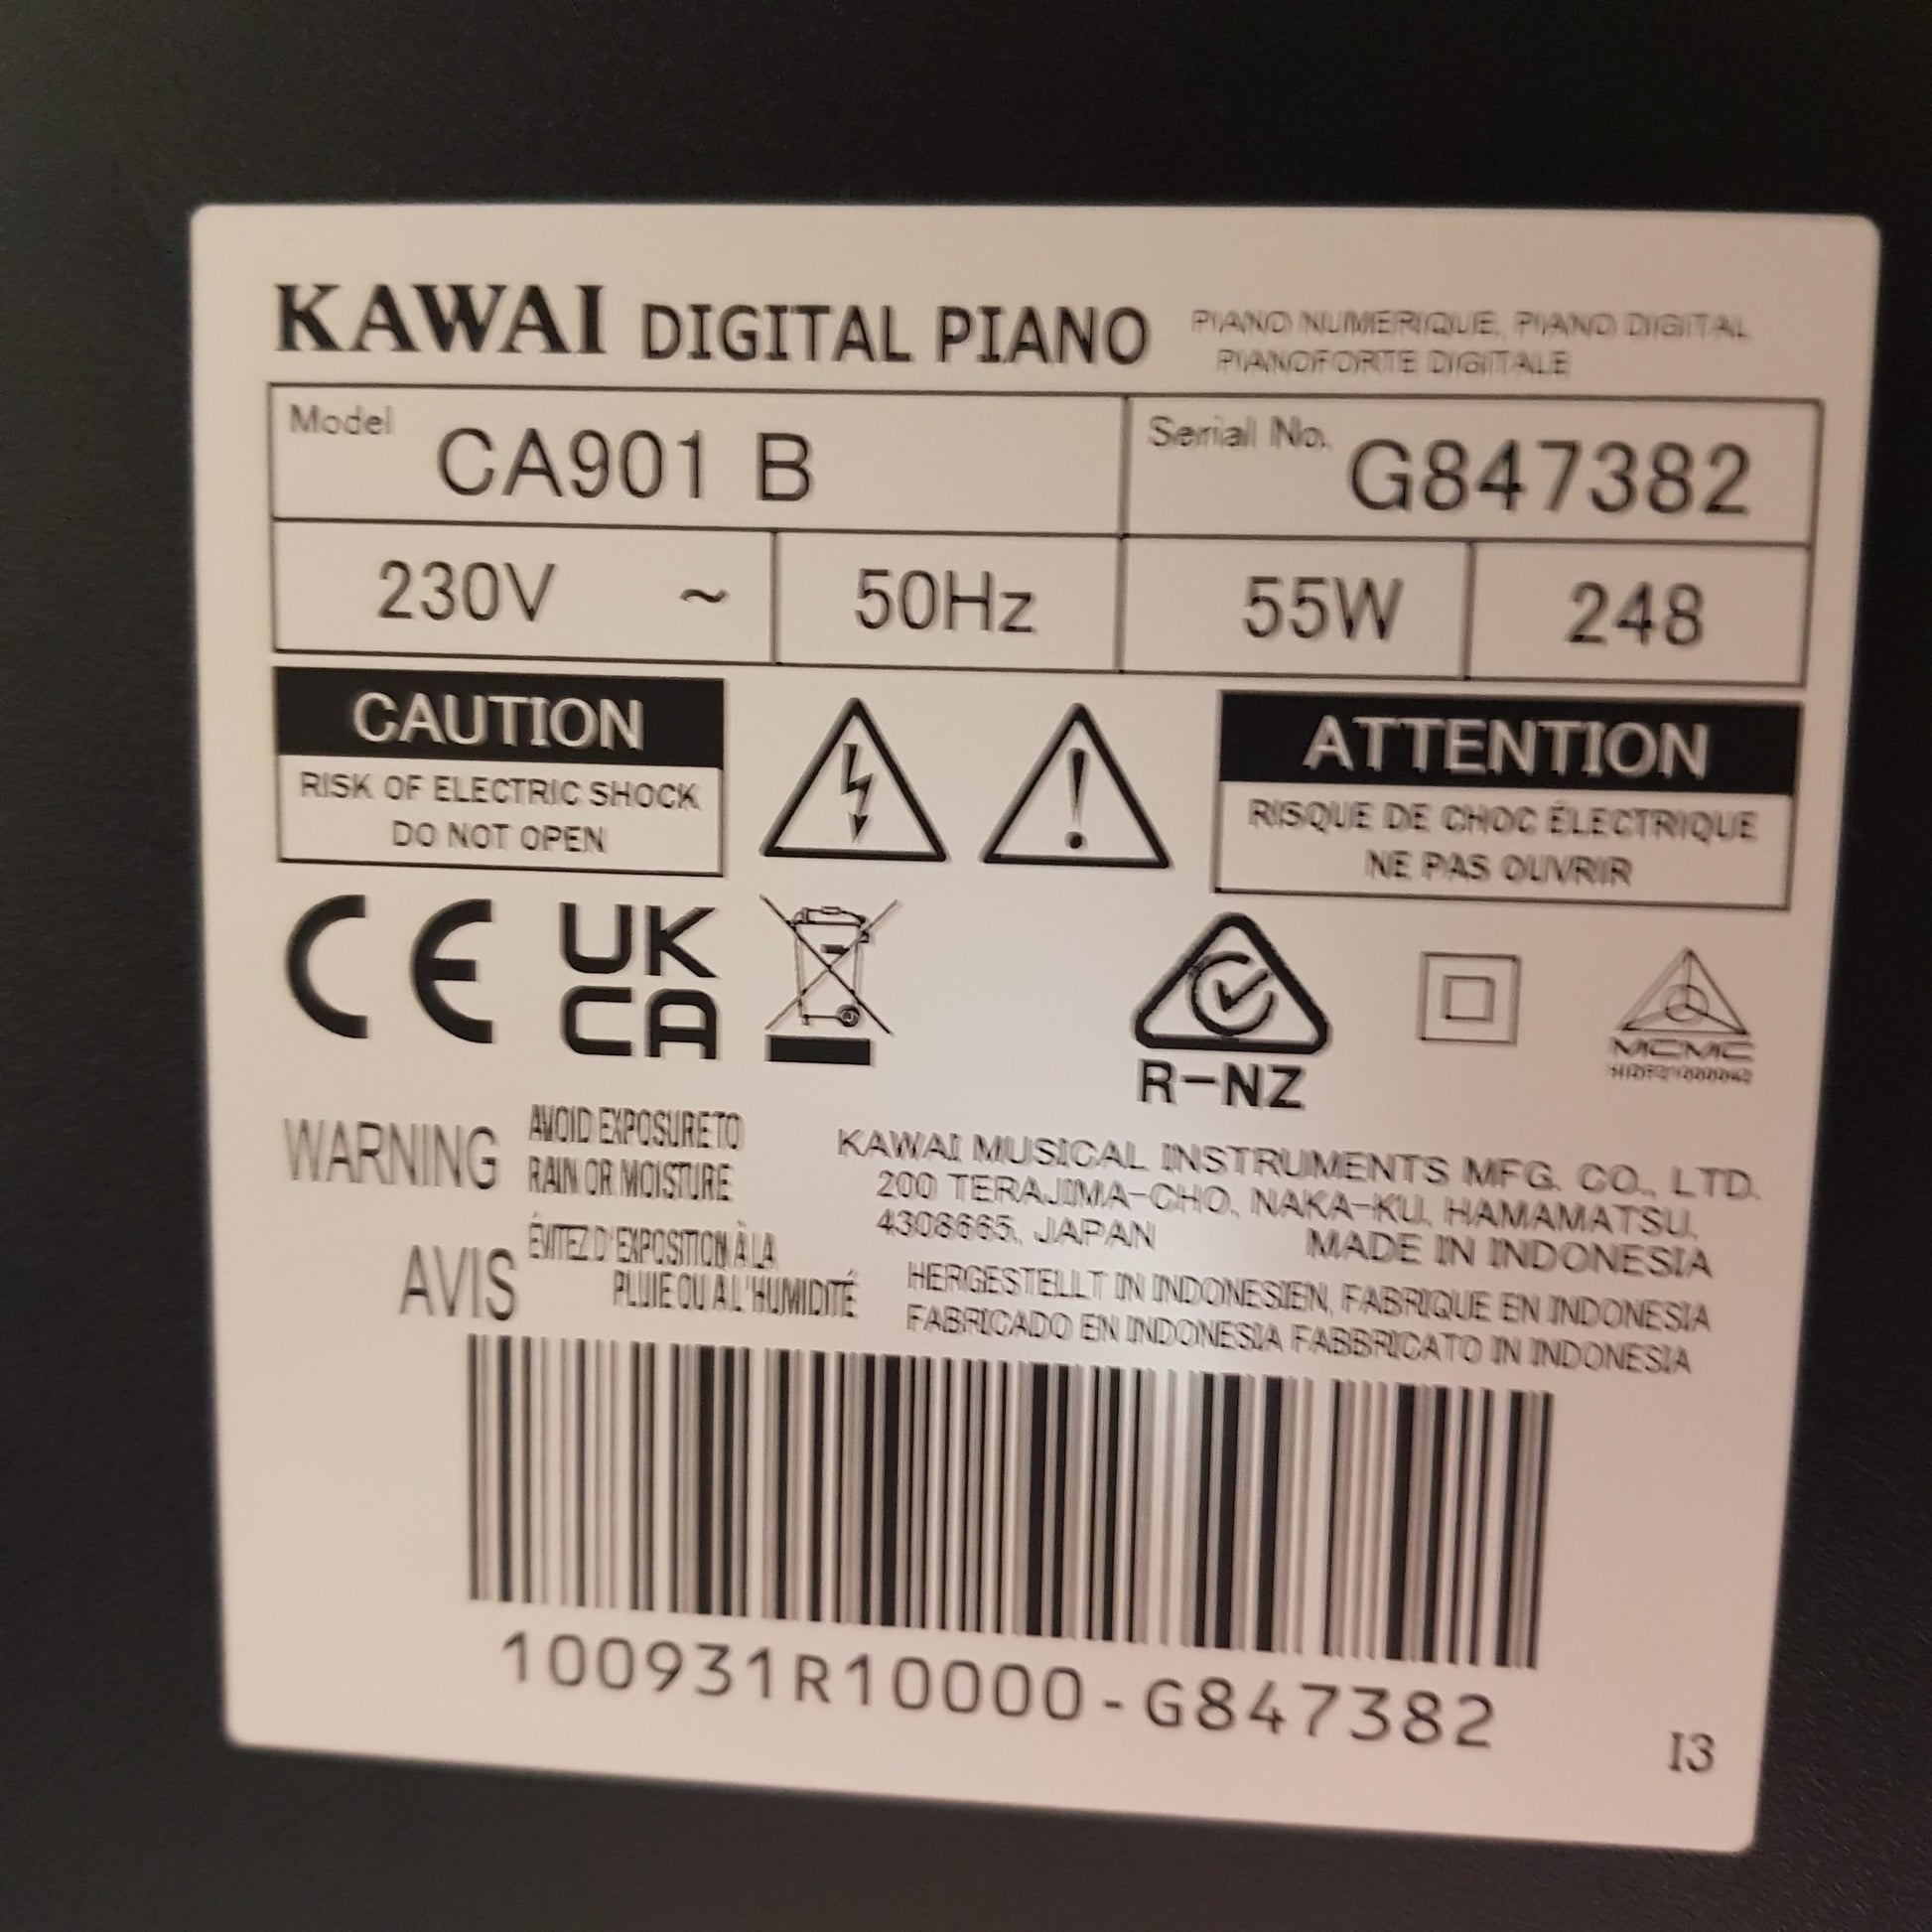 KAWAI DIGITAL PIANO PIANO NUMERIQUE, PIANO DIGITAL
PIANOFORTE DIGITALE
Model CA901 B Serial No. G847382
230V ~ 50Hz 55W 248
CAUTION
RISK OF ELECTRIC SHOCK
DO NOT OPEN
ATTENTION
RISQUE DE CHOC ÉLECTRIQUE
NE PAS OUVRIR
CE
UK
CA
R-NZ
MCMC
WARNING AVOID EXPOSURE TO
RAIN OR MOISTURE
AVIS ÉVITEZ D'EXPOSITION À LA
PLUIE OU A L'HUMIDITÉ
KAWAI MUSICAL INSTRUMENTS MFG. CO., LTD.
200 TERAJIMA-CHO, NAKA-KU, HAMAMATSU,
4308665, JAPAN MADE IN INDONESIA
HERGESTELLT IN INDONESIEN, FABRIQUE EN INDONESIA
FABRICADO EN INDONESIA FABBRICATO IN INDONESIA
100931R10000-G847382
I3